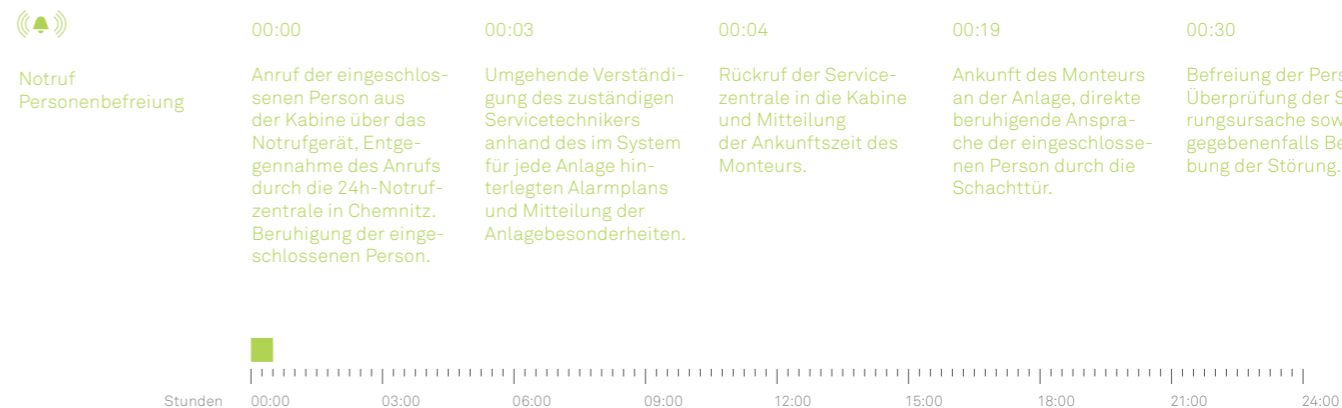 Notruf
Personenbefreiung
00:00
Anruf der eingeschlos-
senen Person aus
der Kabine über das
Notrufgerät, Entge-
gennahme des Anrufs
durch die 24h-Notruf-
zentrale in Chemnitz.
Beruhigung der einge-
schlossenen Person.
00:03
Umgehende Verständi-
gung des zuständigen
Servicetechnikers
anhand des im System
für jede Anlage hin-
terlegten Alarmplans
und Mitteilung der
Anlagebesonderheiten.
00:04
Rückruf der Service-
zentrale in die Kabine
und Mitteilung
der Ankunftszeit des
Monteurs.
00:19
Ankunft des Monteurs
an der Anlage, direkte
beruhigende Anspra-
che der eingeschlosse-
nen Person durch die
Schachttür.
00:30
Befreiung der
Überprüfung der
rungsursache
gegebenenfalls
bung der Störung.
Stunden 00:00 03:00 06:00 09:00 12:00 15:00 18:00 21:00 24:00